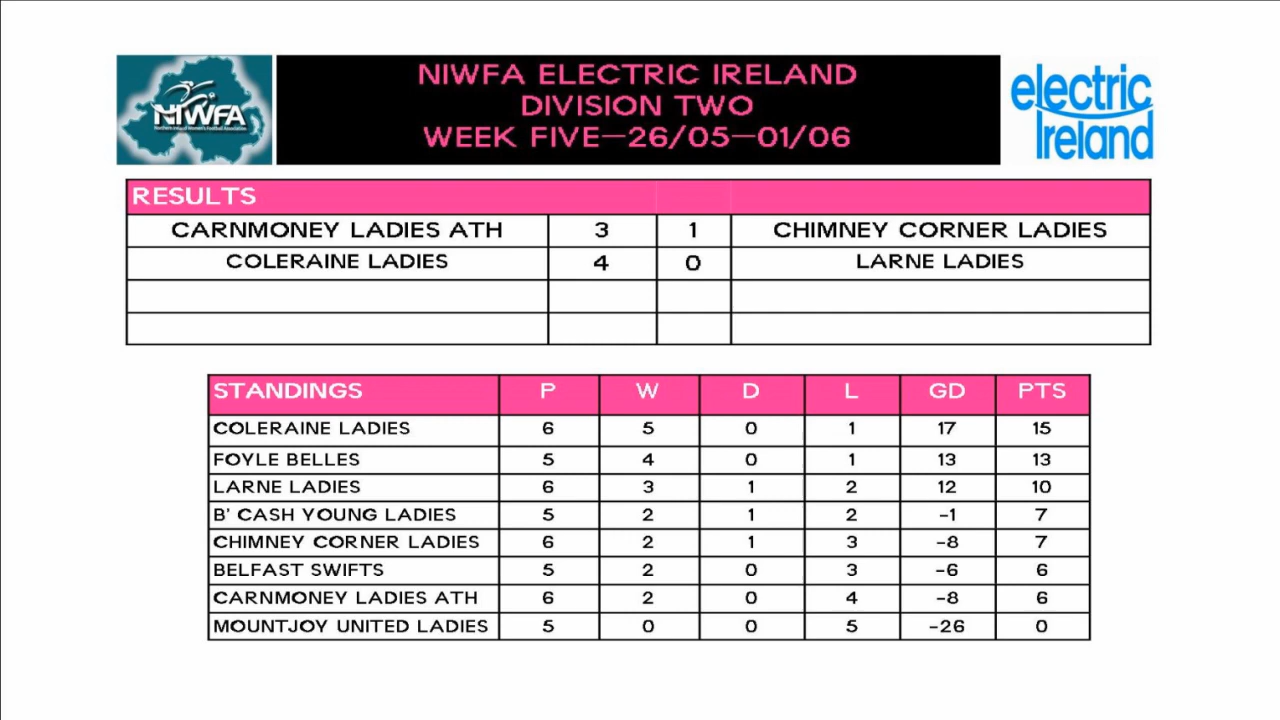 NIWFA
Northern Ireland Women's Football Association
NIWFA ELECTRIC IRELAND
DIVISION TWO
WEEK FIVE-26/05-01/06
electric
Ireland
RESULTS
CARNMONEY LADIES ATH 3 1 CHIMNEY CORNER LADIES
COLERAINE LADIES 4 0 LARNE LADIES
STANDINGS P W D L GD PTS
COLERAINE LADIES 6 5 0 1 17 15
FOYLE BELLES 5 4 0 1 13 13
LARNE LADIES 6 3 1 2 12 10
B' CASH YOUNG LADIES 5 2 1 2 -1 7
CHIMNEY CORNER LADIES 6 2 1 3 -8 7
BELFAST SWIFTS 5 2 0 3 -6 6
CARNMONEY LADIES ATH 6 2 0 4 -8 6
MOUNTJOY UNITED LADIES 5 0 0 5 -26 0